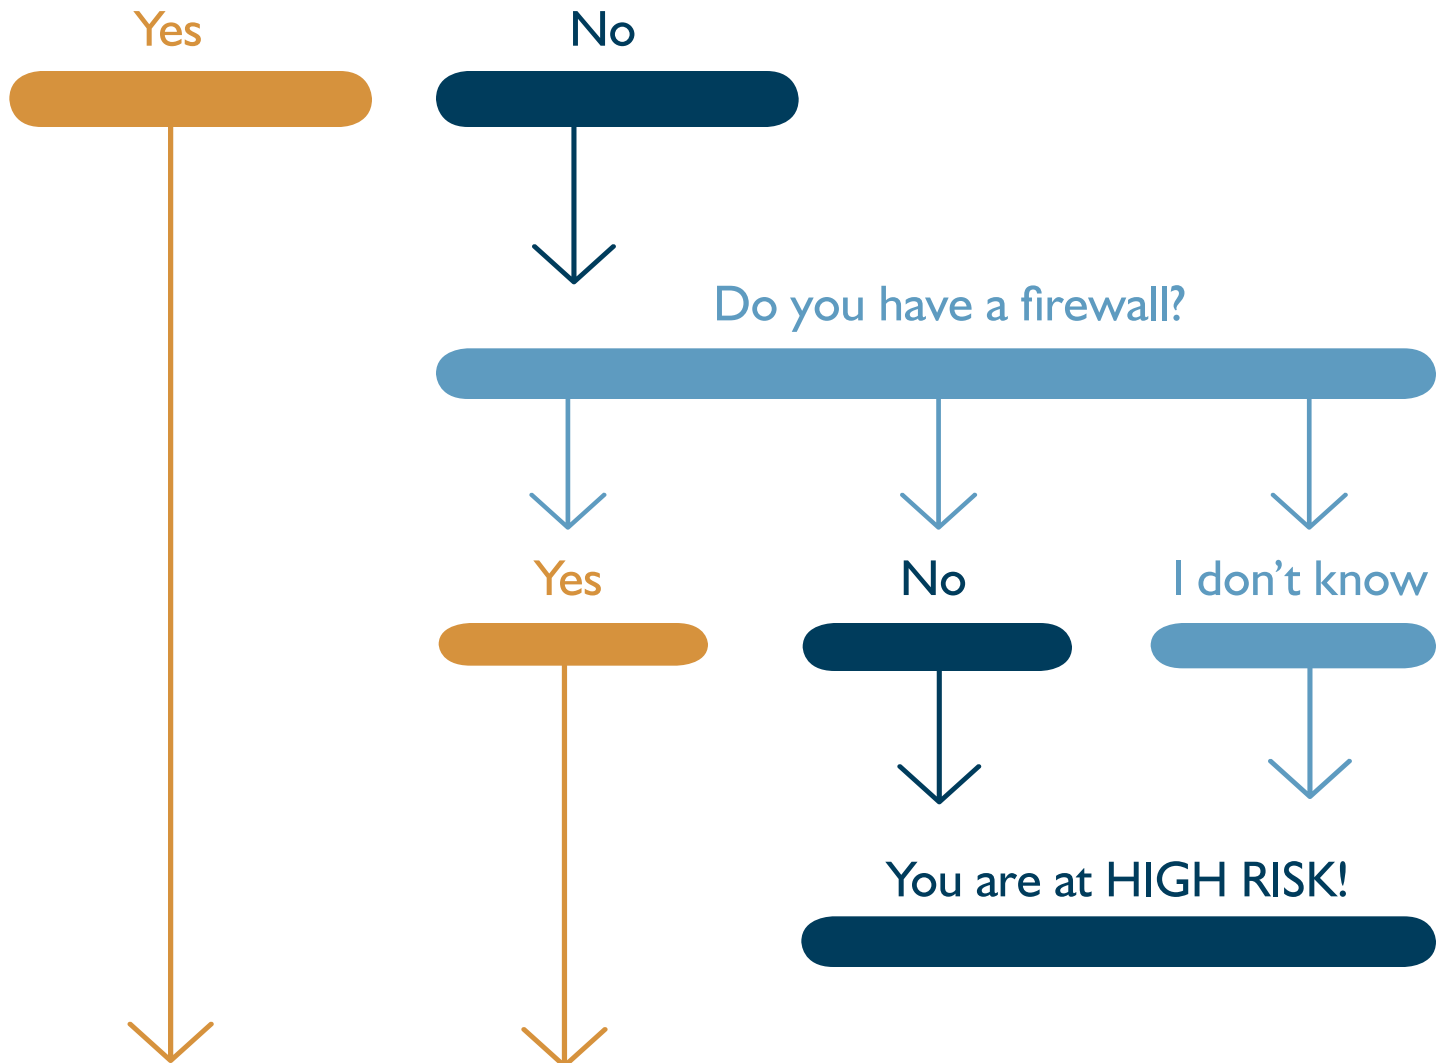 Yes
No
Do you have a firewall?
Yes
No
I don’t know
You are at HIGH RISK!